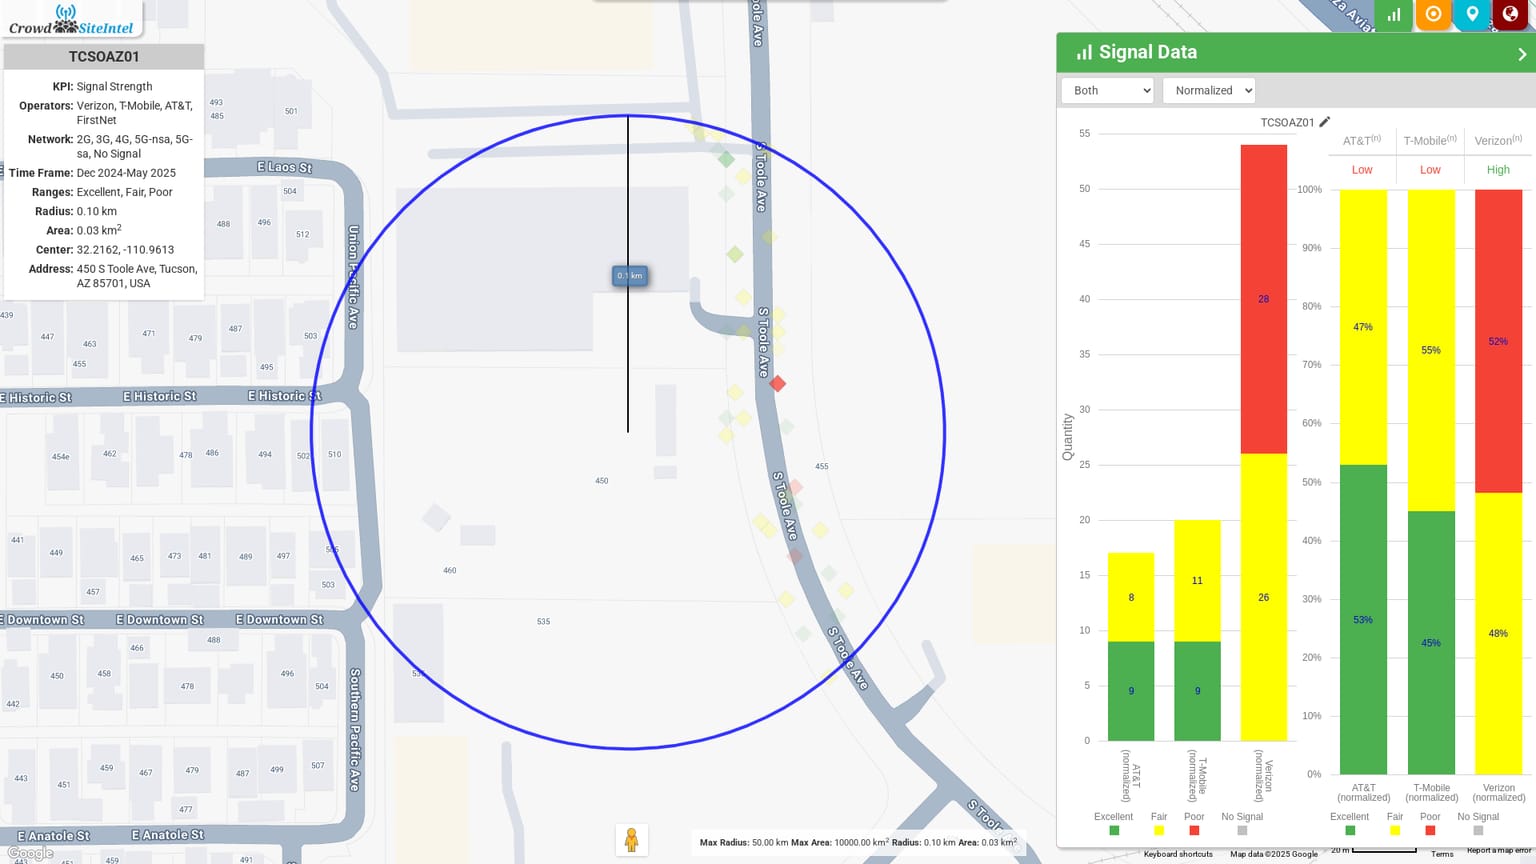 CrowdSiteIntel
TCSOAZ01
KPI: Signal Strength
Operators: Verizon, T-Mobile, AT&T,
FirstNet
Network: 2G, 3G, 4G, 5G-nsa, 5G-
sa, No Signal
Time Frame: Dec 2024-May 2025
Ranges: Excellent, Fair, Poor
Radius: 0.10 km
Area: 0.03 km²
Center: 32.2162, -110.9613
Address: 450 S Toole Ave, Tucson,
AZ 85701, USA
493
485
501
E Laos St
504
488
496
512
Union Pacific Ave
439
447
463
455
471
479
487
495
503
E Historic St
E Historic St
E Historic St
454e
462
478
486
494
502
510
441
449
465
473
481
489
497
505
457
503
E Downtown St
E Downtown St
E Downtown St
488
466
450
458
478
496
504
442
Southern Pacific Ave
443
451
459
467
479
487
499
507
477
E Anatole St
E Anatole St
443
451
459
491
Google
0.1 km
450
455
460
535
S Toole Ave
S Toole Ave
S Toole Ave
S Toole Ave
S Toole Ave
Max Radius: 50.00 km Max Area: 10000.00 km² Radius: 0.10 km Area: 0.03 km²
Signal Data
Both
Normalized
TCSOAZ01
Quantity
55
50
45
40
35
30
25
20
15
10
5
0
8
9
11
9
28
26
AT&T
(normalized)
T-Mobile
(normalized)
Verizon
(normalized)
Excellent Fair Poor No Signal
AT&T(n) T-Mobile(n) Verizon(n)
Low Low High
100%
90%
80%
70%
60%
50%
40%
30%
20%
10%
0%
47%
53%
55%
45%
52%
48%
AT&T
(normalized)
T-Mobile
(normalized)
Verizon
(normalized)
Excellent Fair Poor No Signal
Keyboard shortcuts Map data ©2025 Google 20 m Terms Report a map error